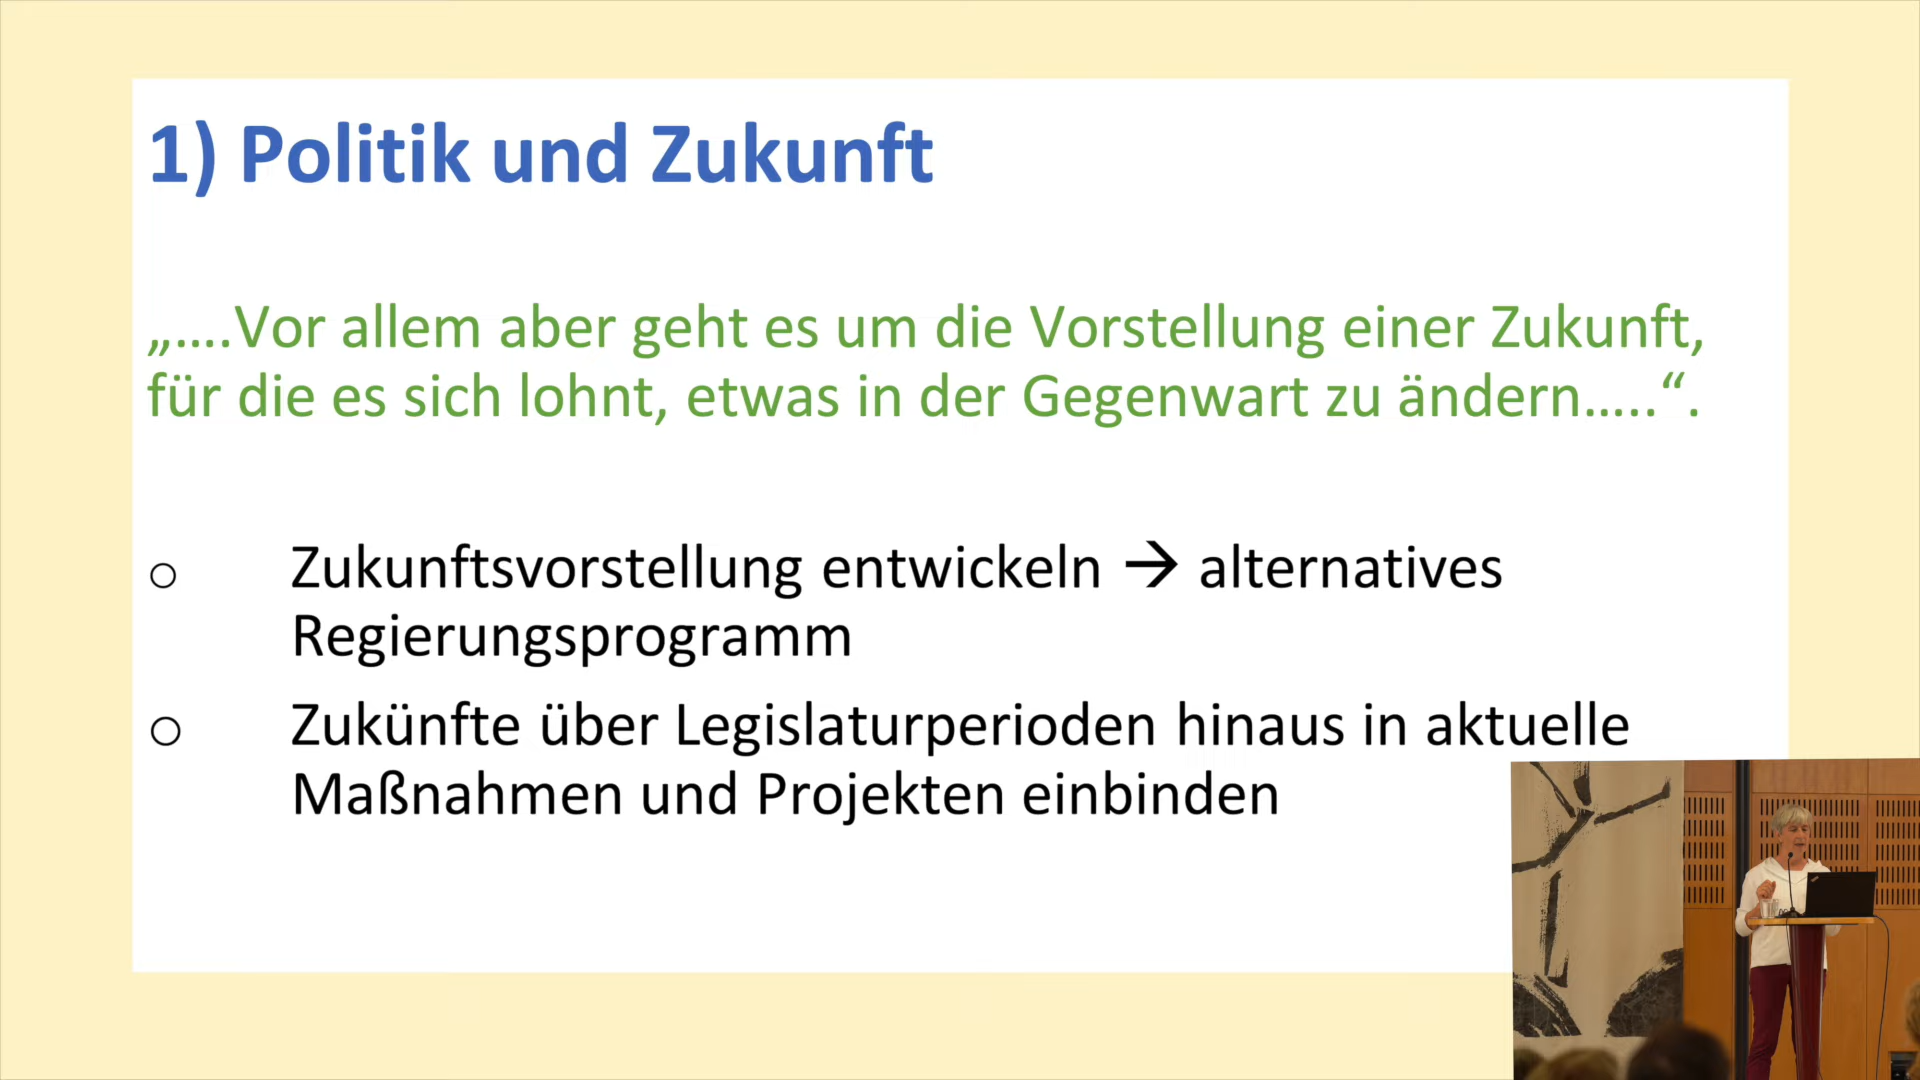 1) Politik und Zukunft
„….Vor allem aber geht es um die Vorstellung einer Zukunft,
für die es sich lohnt, etwas in der Gegenwart zu ändern…..“.
o Zukunftsvorstellung entwickeln → alternatives
Regierungsprogramm
o Zukünfte über Legislaturperioden hinaus in aktuelle
Maßnahmen und Projekten einbinden